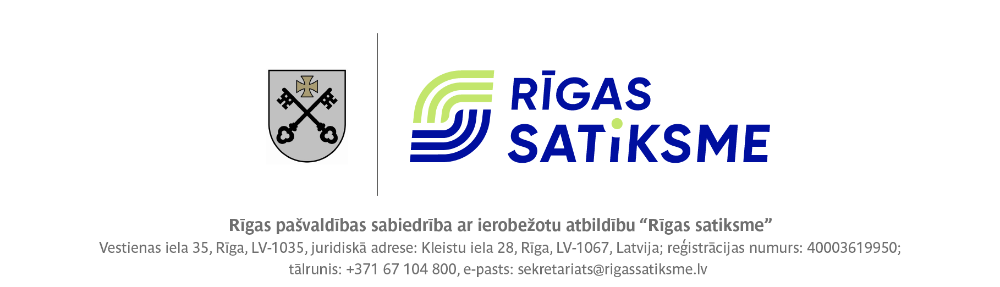 RĪGAS
SATiKSME
Rīgas pašvaldības sabiedrība ar ierobežotu atbildību “Rīgas satiksme”
Vestienas iela 35, Rīga, LV-1035, juridiskā adrese: Kleistu iela 28, Rīga, LV-1067, Latvija; reģistrācijas numurs: 40003619950;
tālrunis: +371 67 104 800, e-pasts: sekretariats@rigassatiksme.lv